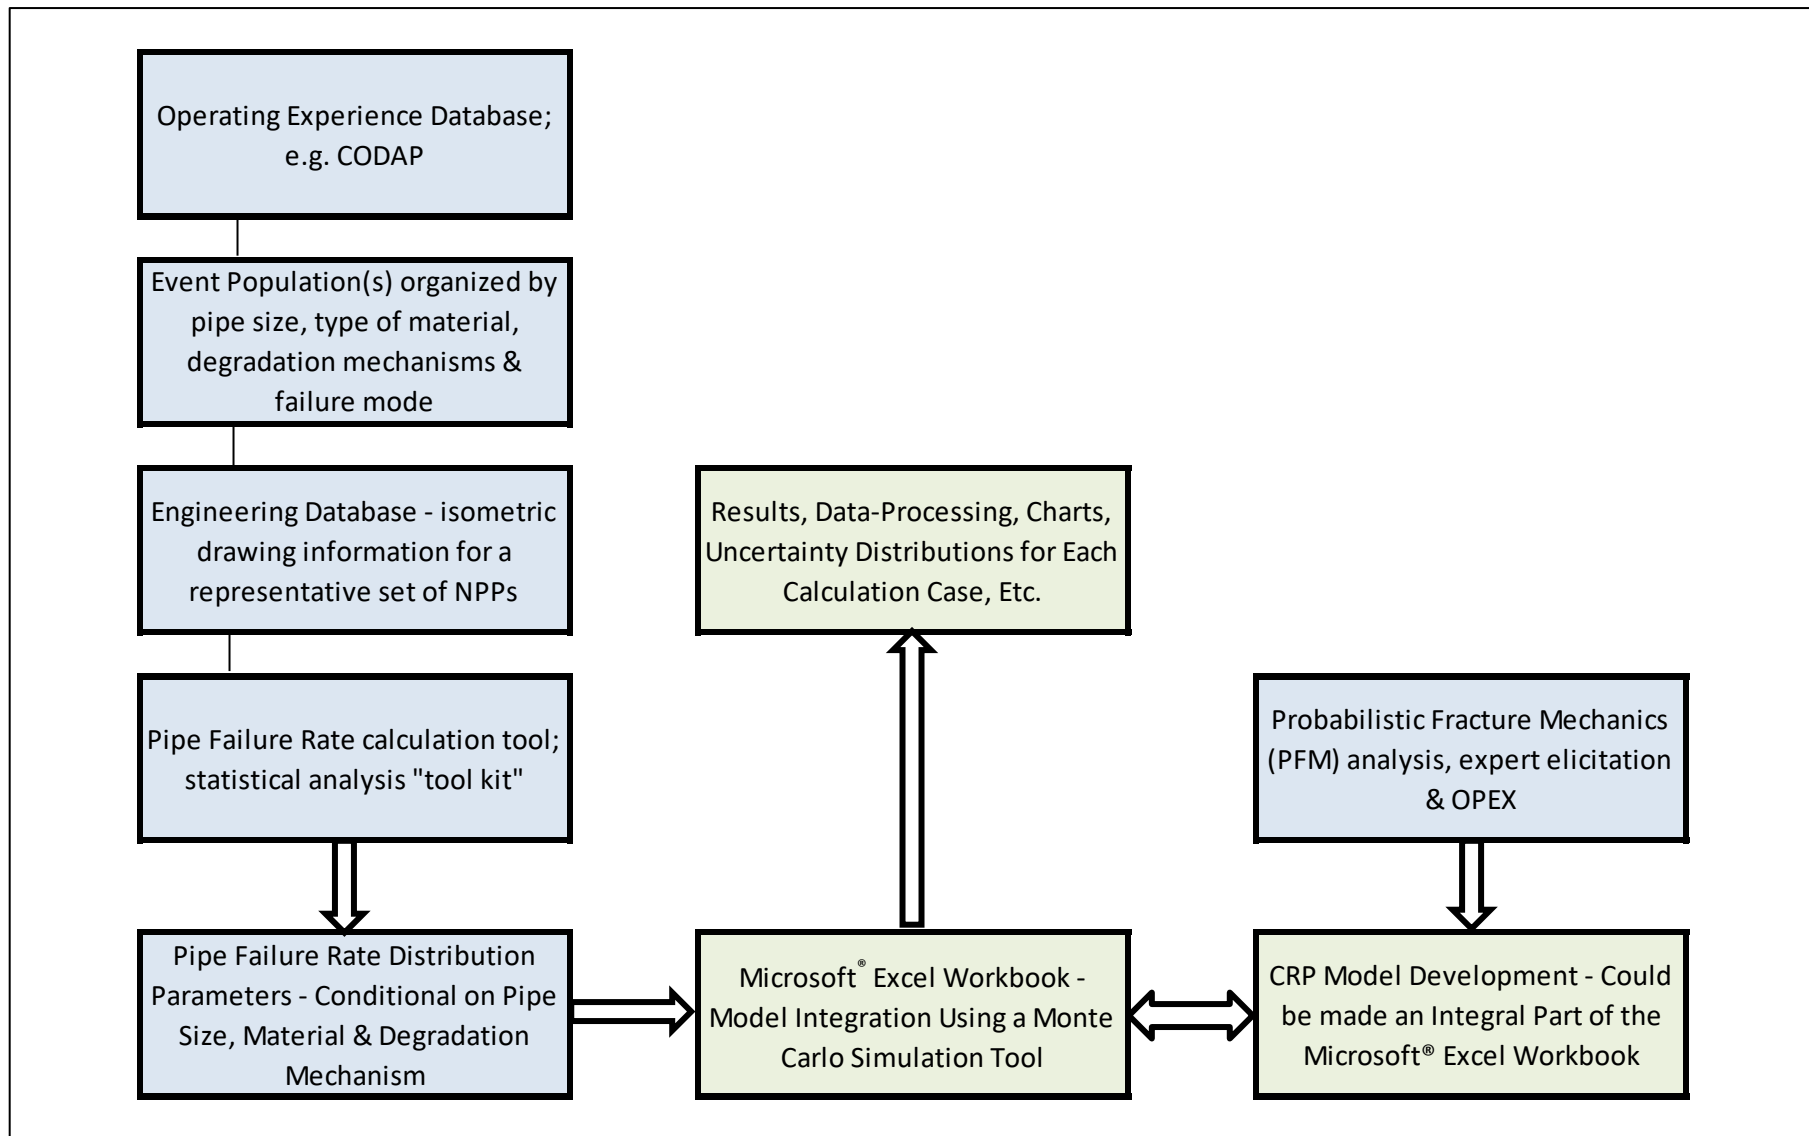 Operating Experience Database;
e.g. CODAP
Event Population(s) organized by
pipe size, type of material,
degradation mechanisms &
failure mode
Engineering Database - isometric
drawing information for a
representative set of NPPs
Results, Data-Processing, Charts,
Uncertainty Distributions for Each
Calculation Case, Etc.
Pipe Failure Rate calculation tool;
statistical analysis "tool kit"
Probabilistic Fracture Mechanics
(PFM) analysis, expert elicitation
& OPEX
Pipe Failure Rate Distribution
Parameters - Conditional on Pipe
Size, Material & Degradation
Mechanism
Microsoft® Excel Workbook -
Model Integration Using a Monte
Carlo Simulation Tool
CRP Model Development - Could
be made an Integral Part of the
Microsoft® Excel Workbook